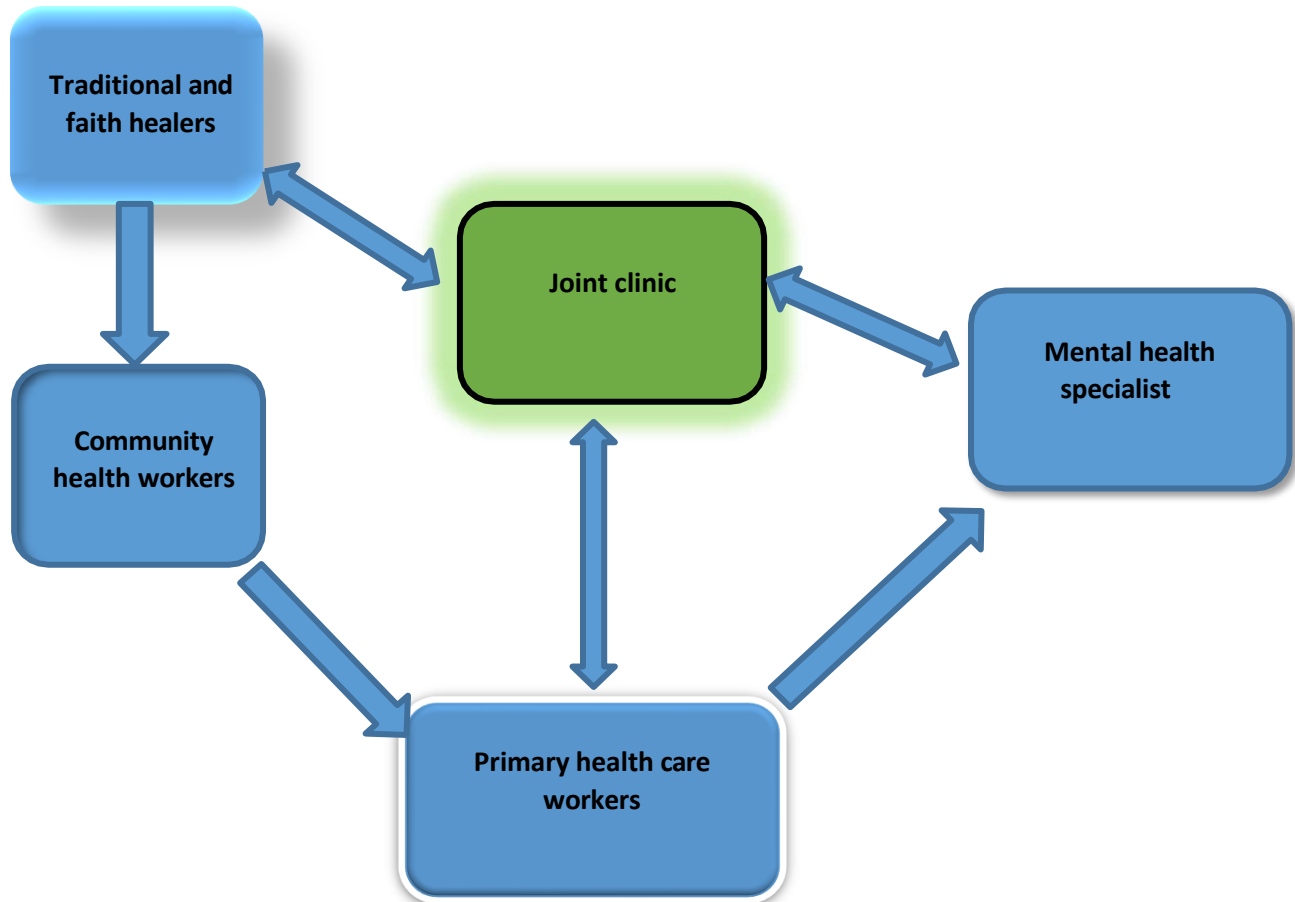 Traditional and
faith healers
Joint clinic
Mental health
specialist
Community
health workers
Primary health care
workers